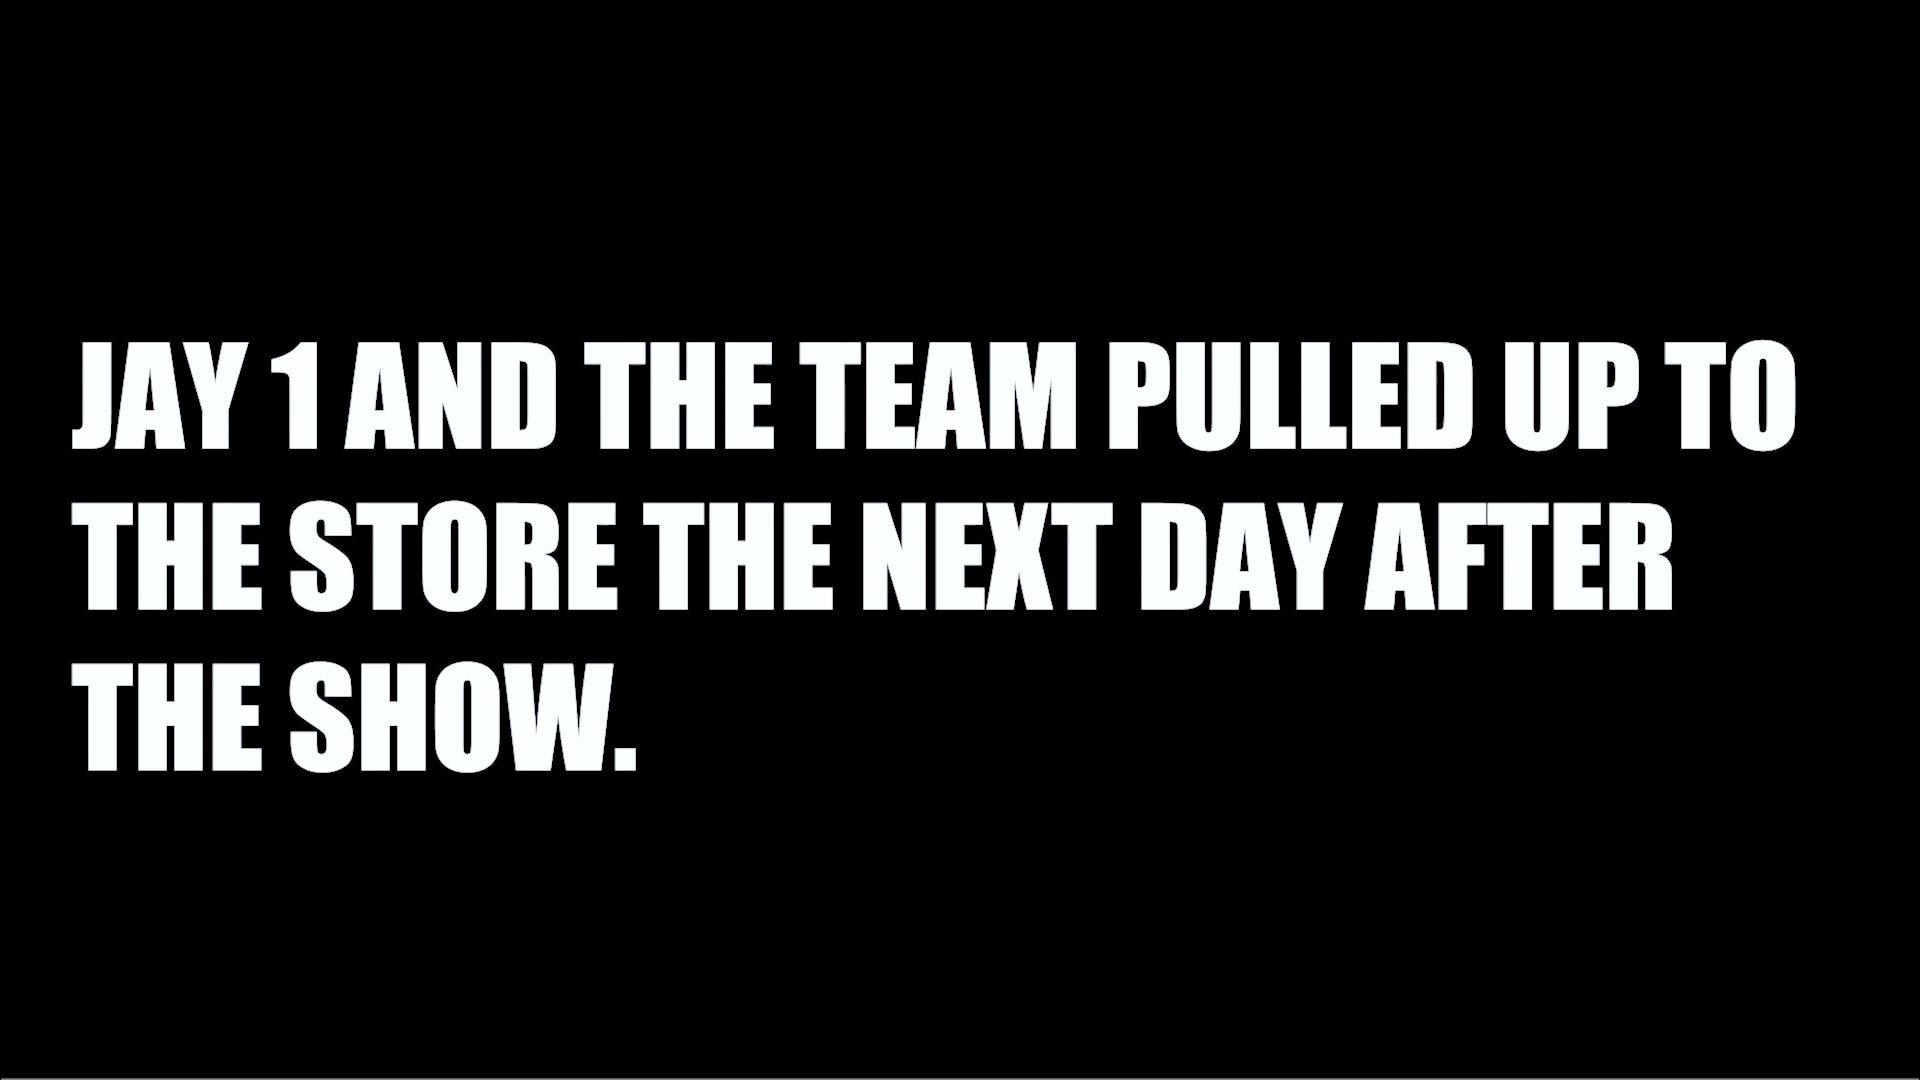 JAY 1 AND THE TEAM PULLED UP TO
THE STORE THE NEXT DAY AFTER
THE SHOW.